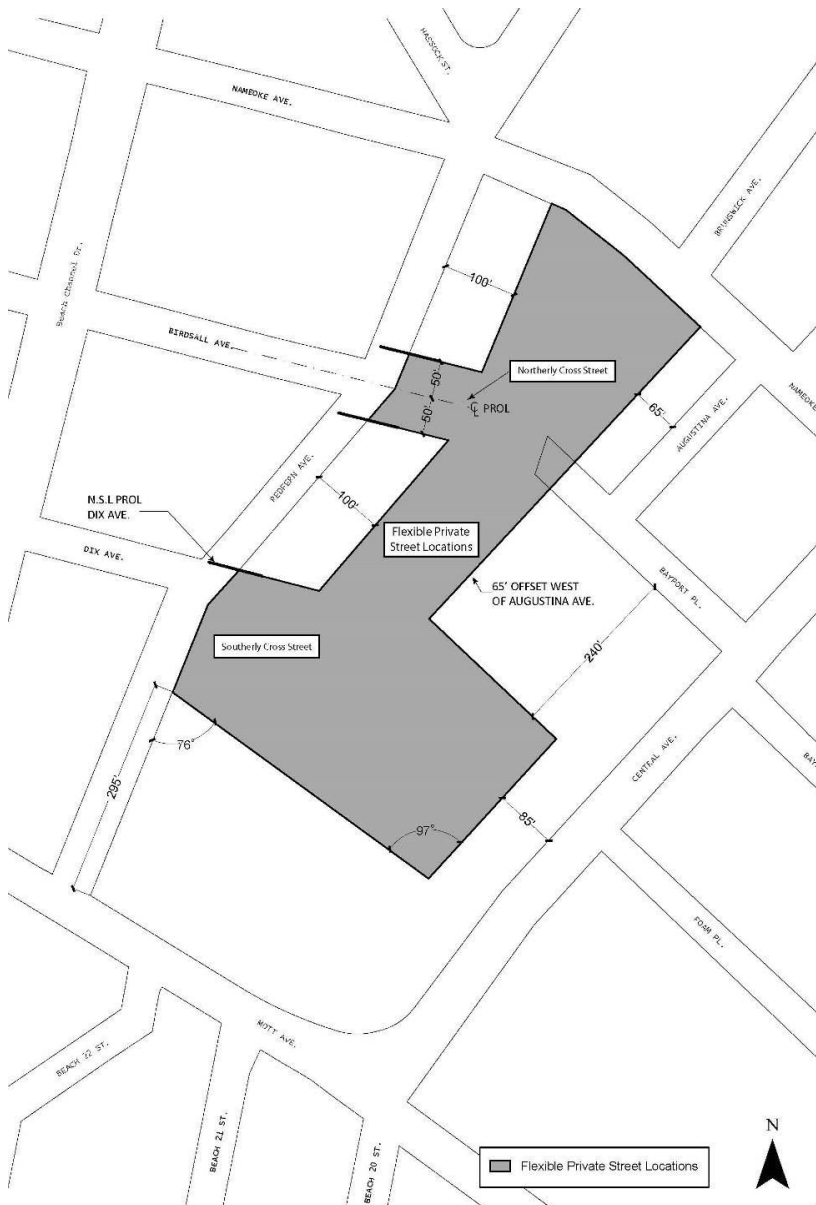 HASSOCK ST.
NAMEOKE AVE.
BRUNSWICK AVE.
Beach Channel Dr.
100'
BIRDSALL AVE.
Northerly Cross Street
50'
50'
℄ PROL
NAMEOKE
65'
AUGUSTINA AVE.
REDFERN AVE.
N.S.L PROL
DIX AVE.
100'
Flexible Private
Street Locations
DIX AVE.
65' OFFSET WEST
OF AUGUSTINA AVE.
BAYPORT PL.
Southerly Cross Street
240'
76°
CENTRAL AVE.
BAY
295'
85'
97°
FOAM PL.
MOTT AVE.
BEACH 22 ST.
BEACH 21 ST.
BEACH 20 ST.
N
Flexible Private Street Locations